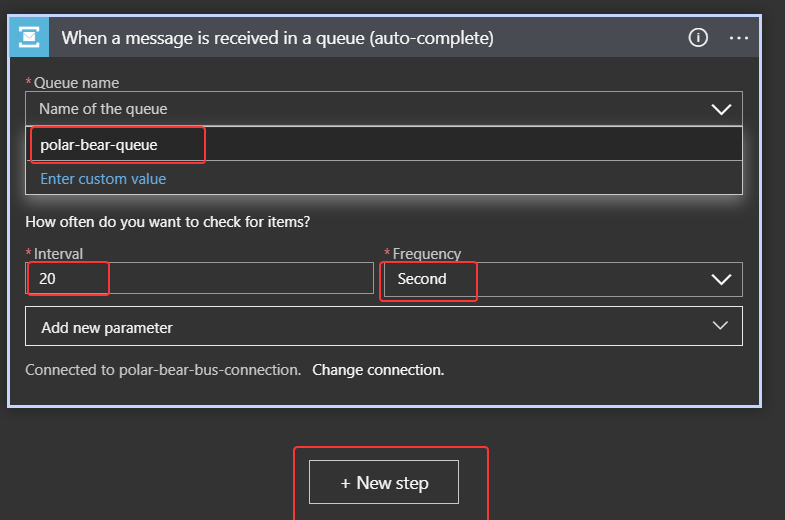 When a message is received in a queue (auto-complete)
* Queue name
Name of the queue
polar-bear-queue
Enter custom value
How often do you want to check for items?
* Interval
* Frequency
20
Second
Add new parameter
Connected to polar-bear-bus-connection. Change connection.
+ New step